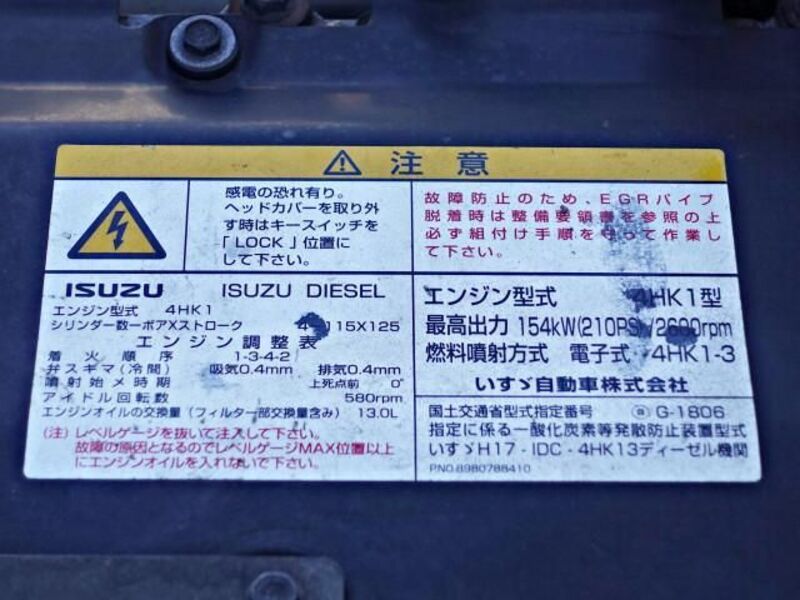 ⚠ 注意
感電の恐れ有り。
ヘッドカバーを取り外
す時はキースイッチを
「LOCK」位置に
して下さい。
故障防止のため、EGRパイプ
脱着時は整備要領書を参照の上
必ず組付け手順を守って作業し
て下さい。
ISUZU ISUZU DIESEL
エンジン型式 4HK1
シリンダー数ーボアXストローク 4 115X125
エンジン調整表
着火順序 1-3-4-2
弁スキマ(冷間) 吸気0.4mm 排気0.4mm
噴射始メ時期 上死点前 0°
アイドル回転数 580rpm
エンジンオイルの交換量(フィルター部交換量含み) 13.0L
(注)レベルゲージを抜いて注入して下さい。
故障の原因となるのでレベルゲージMAX位置以上
にエンジンオイルを入れないで下さい。
エンジン型式 4HK1型
最高出力 154kW(210PS)/2600rpm
燃料噴射方式 電子式 4HK1-3
いすゞ自動車株式会社
国土交通省型式指定番号 ⓐG-1806
指定に係る一酸化炭素等発散防止装置型式
いすゞH17-IDC-4HK13ディーゼル機関
P.NO.8980788410